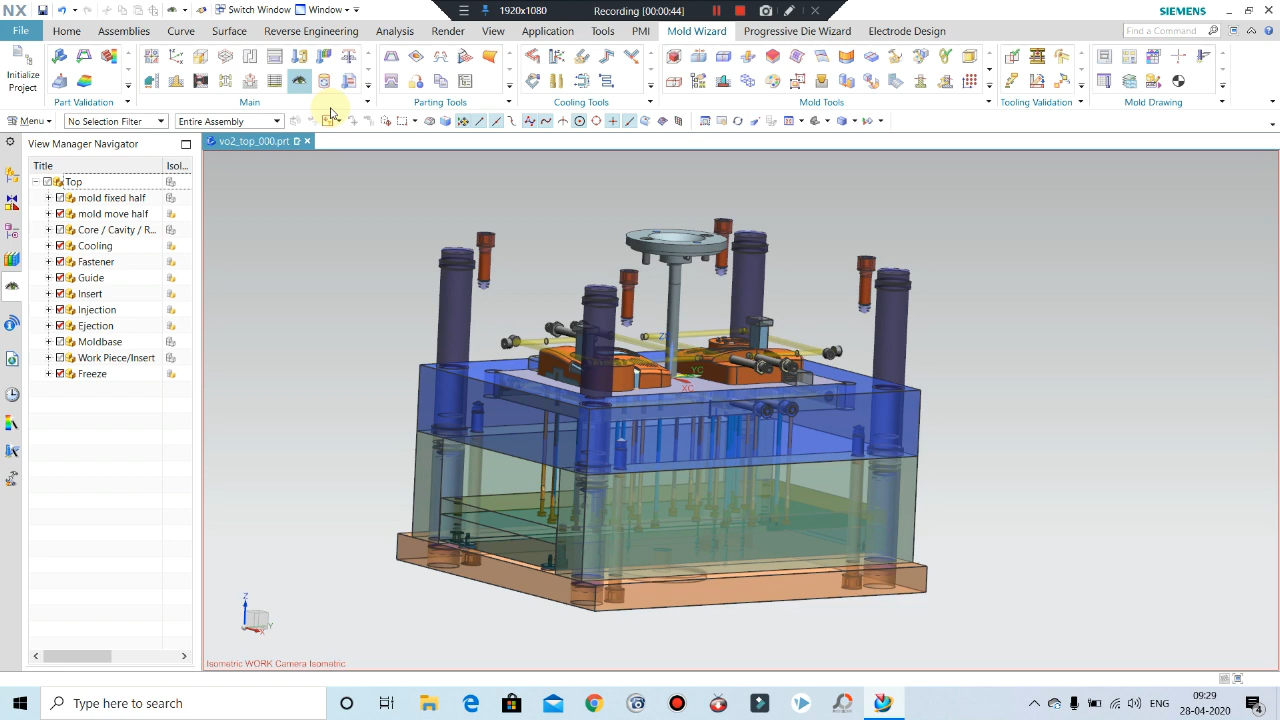 NX
Switch Window
Window
1920x1080
Recording [00:00:44]
SIEMENS
File
Home
Assemblies
Curve
Surface
Reverse Engineering
Analysis
Render
View
Application
Tools
PMI
Mold Wizard
Progressive Die Wizard
Electrode Design
Find a Command
Initialize
Project
Part Validation
Main
Parting Tools
Cooling Tools
Mold Tools
Tooling Validation
Mold Drawing
Menu
No Selection Filter
Entire Assembly
View Manager Navigator
vo2_top_000.prt
Title
Isol...
Top
mold fixed half
mold move half
Core / Cavity / R...
Cooling
Fastener
Guide
Insert
Injection
Ejection
Moldbase
Work Piece/Insert
Freeze
YC
XC
Z
Y
X
Isometric WORK Camera Isometric
Type here to search
ENG
09:29
28-04-2020
4